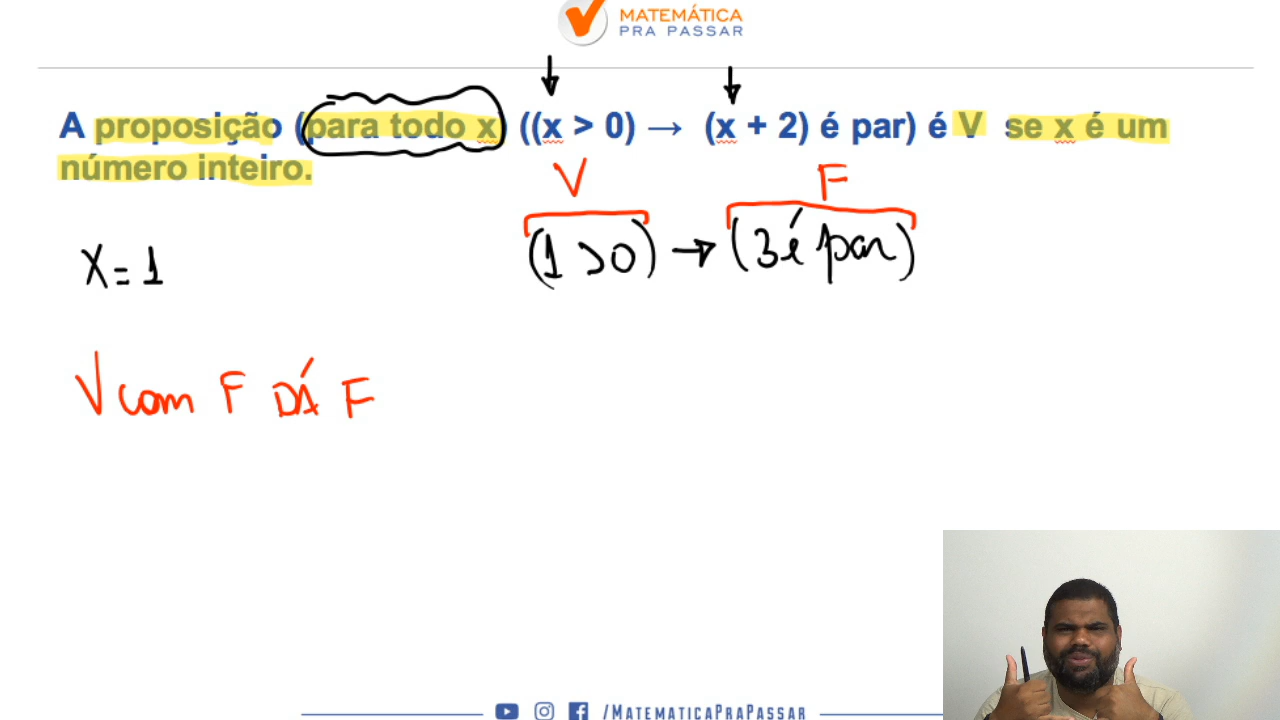 MATEMÁTICA
PRA PASSAR
A proposição (para todo x) ((x > 0) → (x + 2) é par) é V se x é um
número inteiro.
V F
X = 1 (1 > 0) → (3 é par)
V com F DÁ F
/MATEMATICAPRAPASSAR